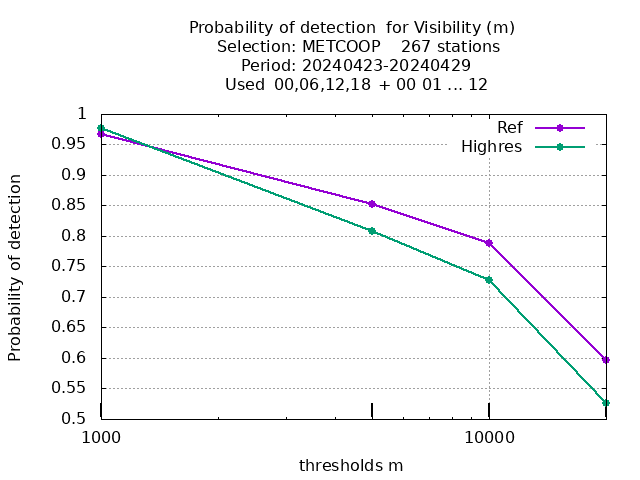 Probability of detection  for Visibility (m)
Selection: METCOOP    267 stations
Period: 20240423-20240429
Used  00,06,12,18  + 00 01 ... 12
Ref
Highres
1
0.95
0.9
0.85
0.8
0.75
0.7
0.65
0.6
0.55
0.5
Probability of detection
1000
10000
thresholds m